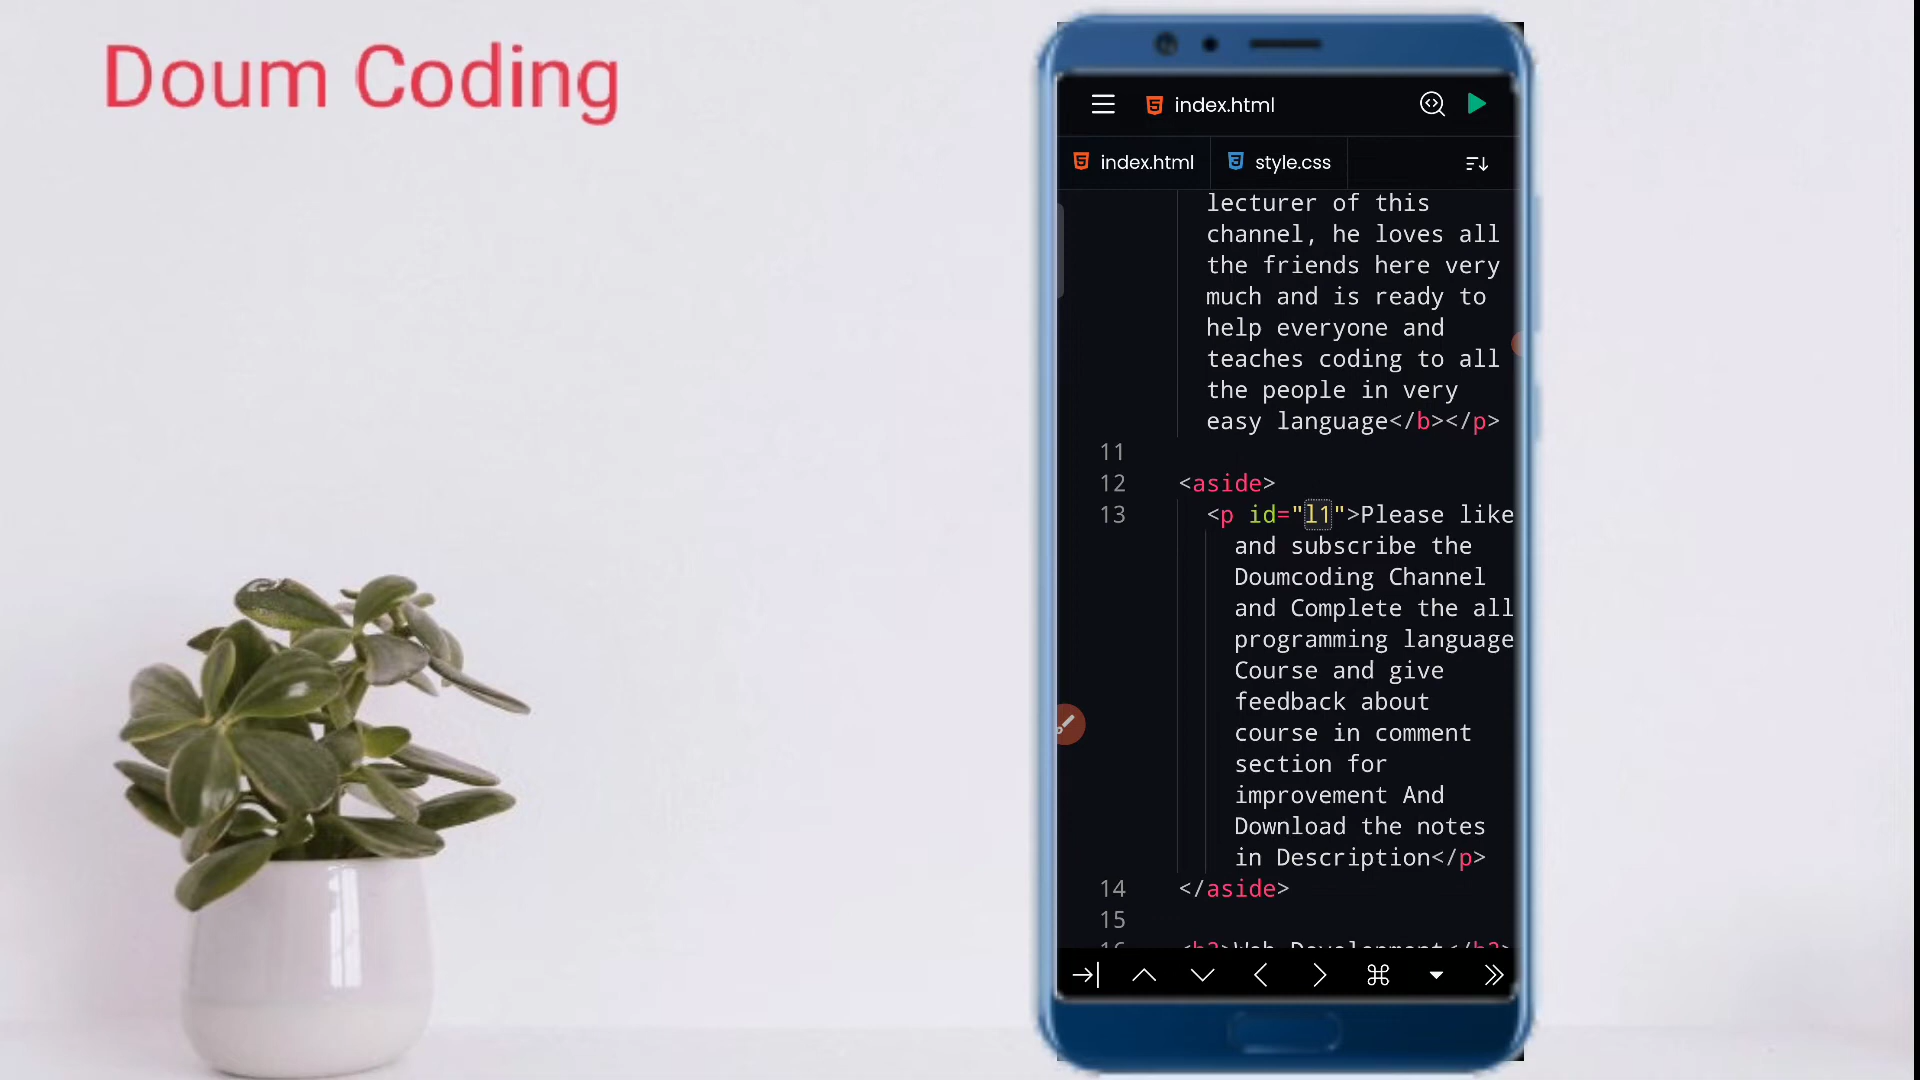 Doum Coding
index.html
index.html
style.css
lecturer of this
channel, he loves all
the friends here very
much and is ready to
help everyone and
teaches coding to all
the people in very
easy language</b></p>
11
12 <aside>
13 <p id="l1">Please like
and subscribe the
Doumcoding Channel
and Complete the all
programming language
Course and give
feedback about
course in comment
section for
improvement And
Download the notes
in Description</p>
14 </aside>
15